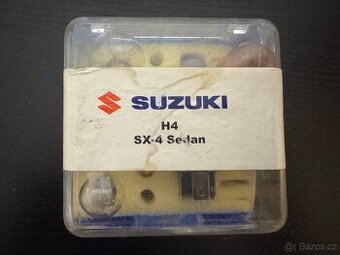 SUZUKI
H4
SX-4 Sedan
Bazos.cz